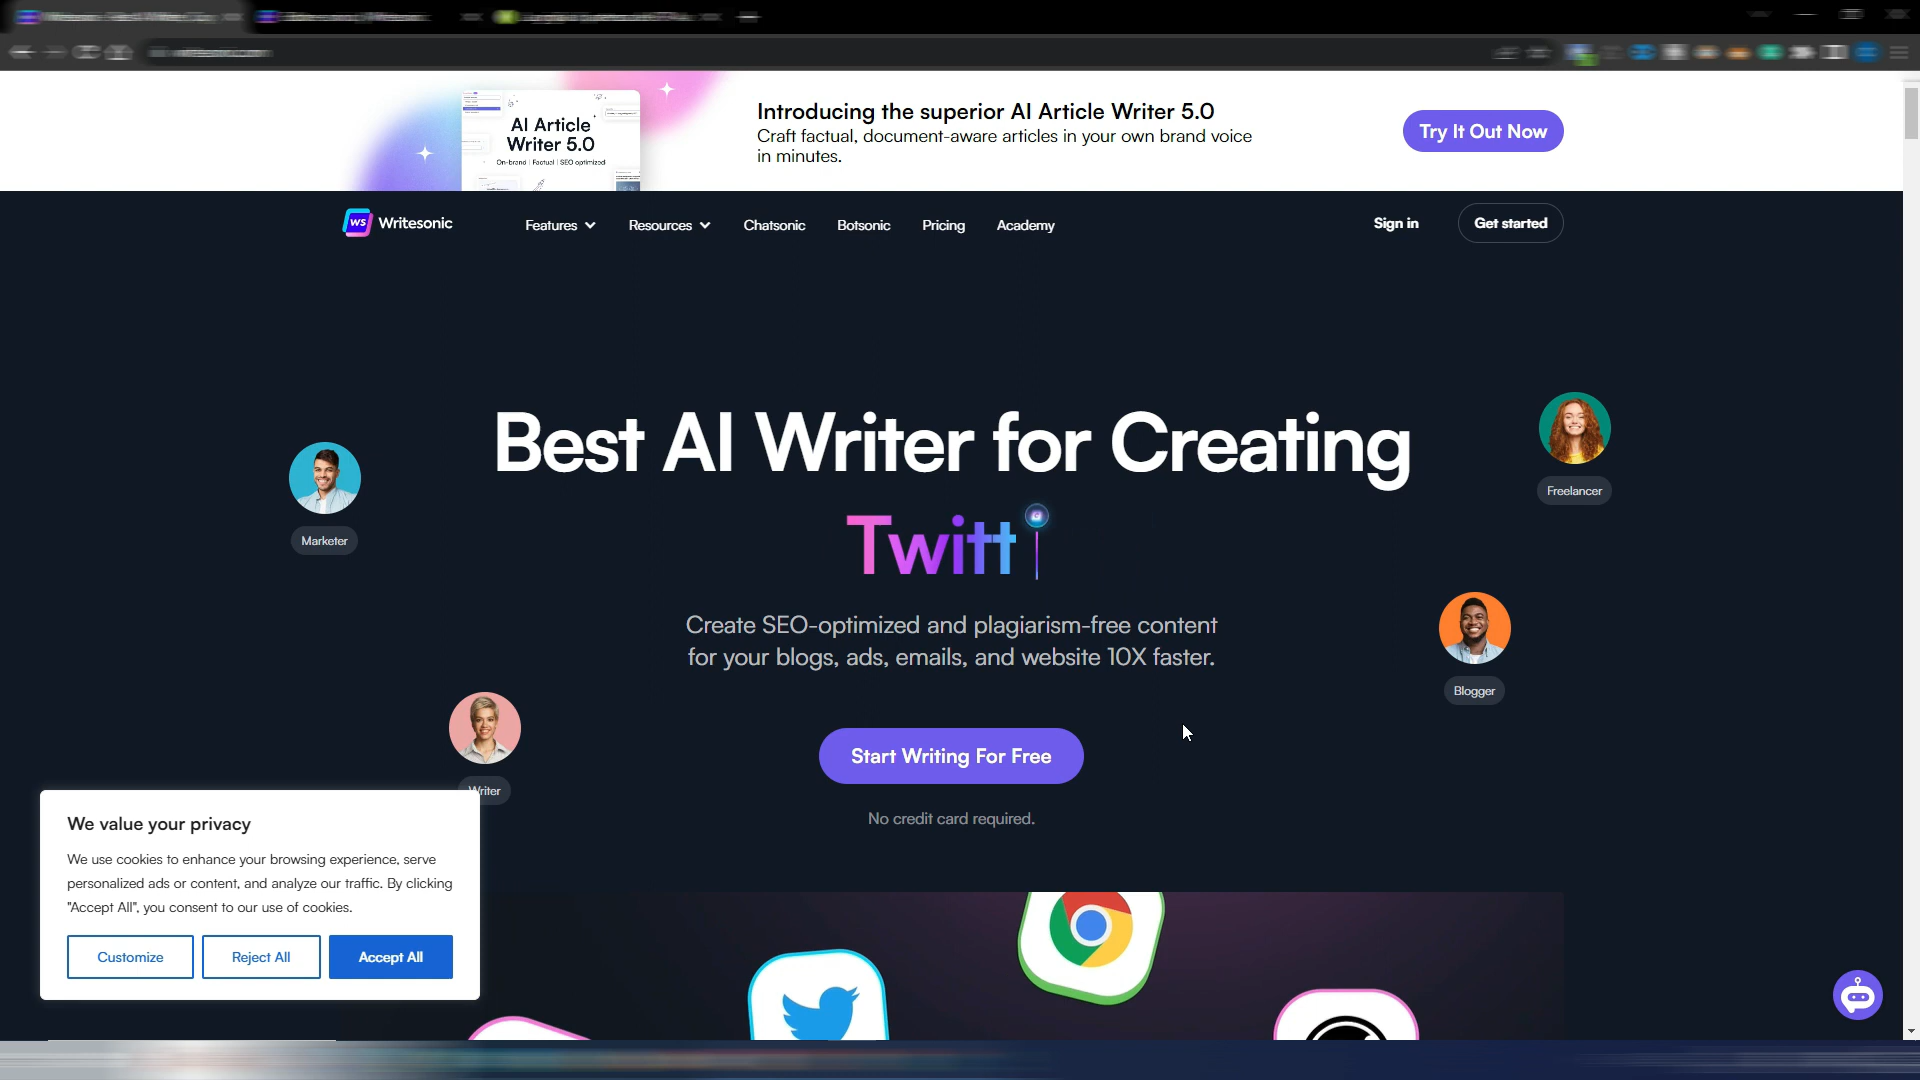 AI Article
Writer 5.0
On-brand | Factual | SEO optimized
Introducing the superior AI Article Writer 5.0
Craft factual, document-aware articles in your own brand voice
in minutes.
Try It Out Now
WS Writesonic
Features
Resources
Chatsonic
Botsonic
Pricing
Academy
Sign in
Get started
Best AI Writer for Creating
Twitt
Marketer
Freelancer
Create SEO-optimized and plagiarism-free content
for your blogs, ads, emails, and website 10X faster.
Blogger
Writer
Start Writing For Free
No credit card required.
We value your privacy
We use cookies to enhance your browsing experience, serve
personalized ads or content, and analyze our traffic. By clicking
"Accept All", you consent to our use of cookies.
Customize
Reject All
Accept All